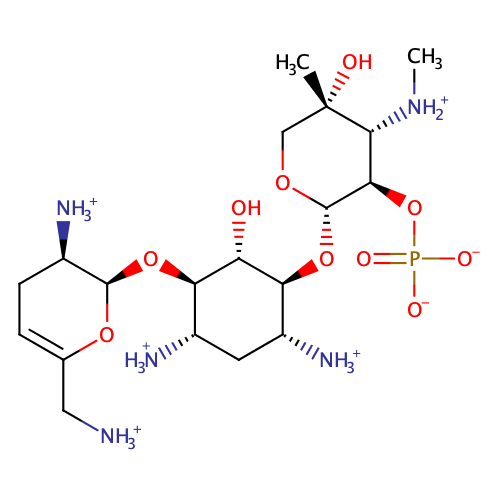 CH₃
H₃C OH
NH₂⁺
O
OH
NH₃⁺ O O
O O P O⁻
O O⁻
H₃N⁺ NH₃⁺
NH₃⁺